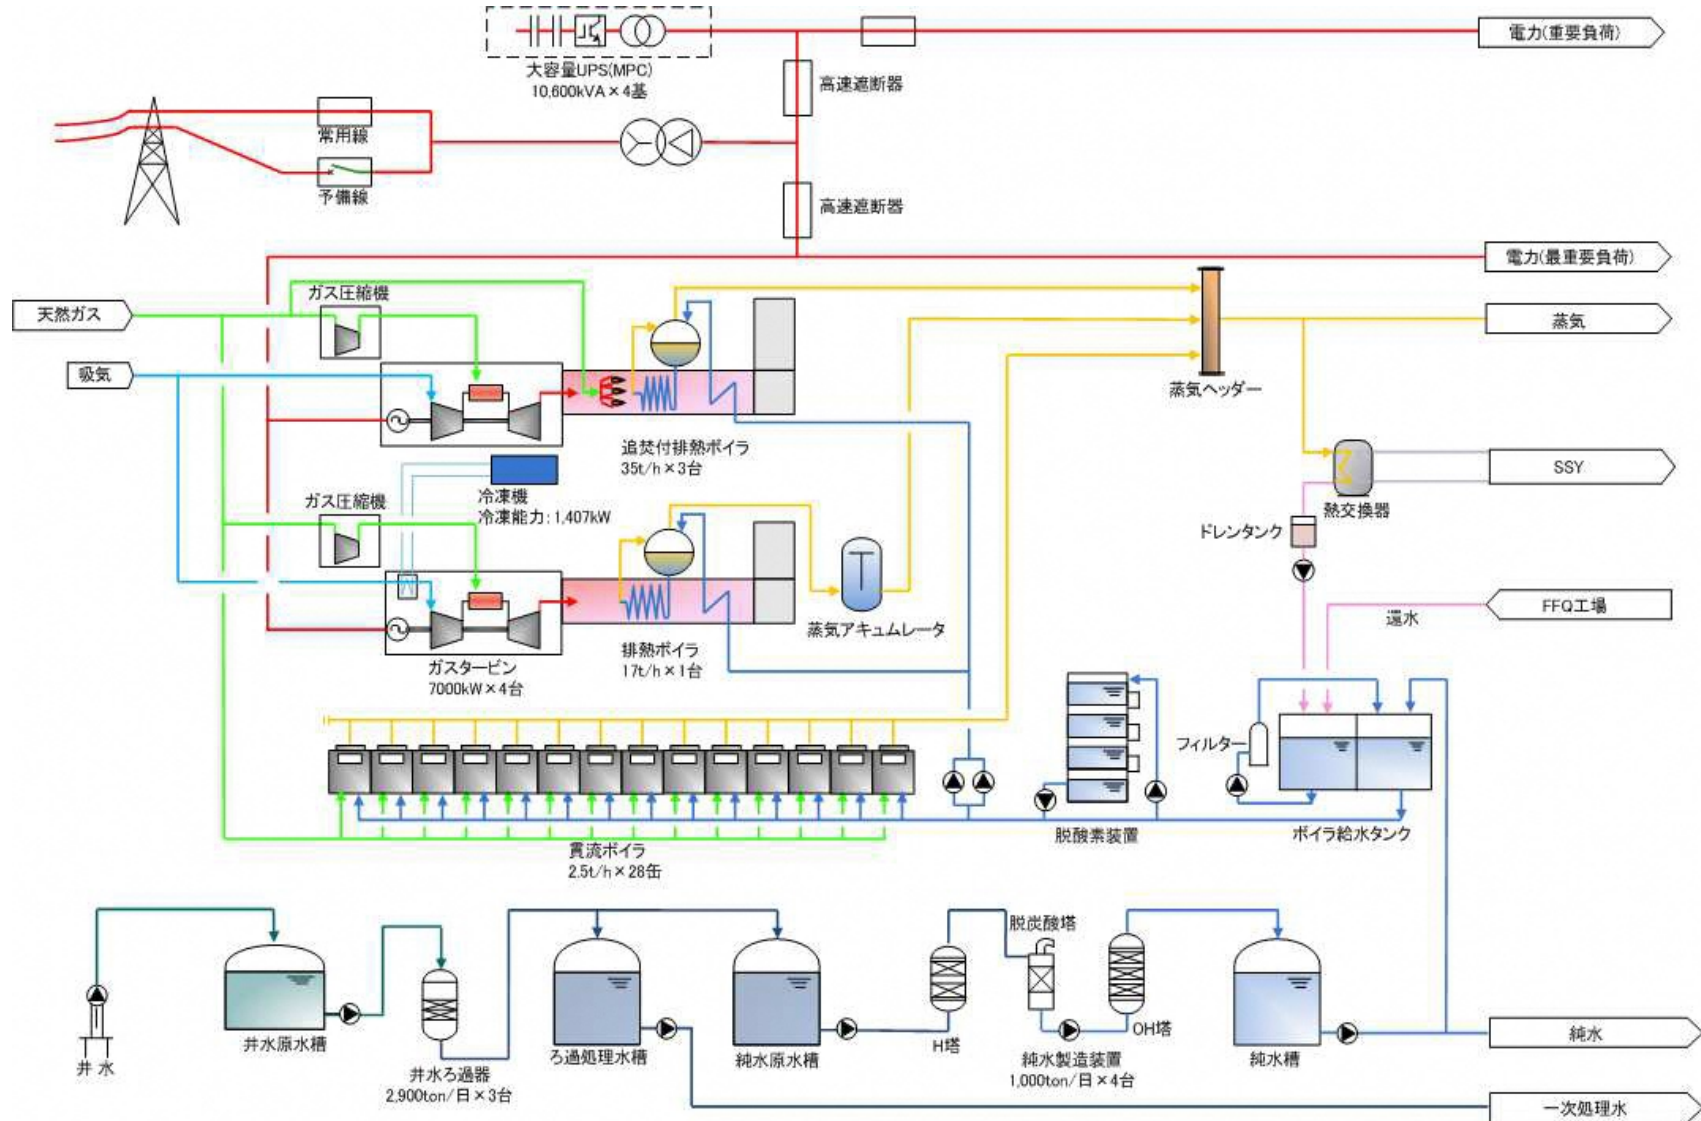 電力(重要負荷)
大容量UPS(MPC)
10,600kVA×4基
高速遮断器
常用線
予備線
高速遮断器
電力(最重要負荷)
ガス圧縮機
天然ガス
蒸気
吸気
蒸気ヘッダー
追焚付排熱ボイラ
35t/h×3台
SSY
冷凍機
冷凍能力:1,407kW
ガス圧縮機
熱交換器
ドレンタンク
FFQ工場
還水
蒸気アキュムレータ
排熱ボイラ
17t/h×1台
ガスタービン
7000kW×4台
フィルター
脱酸素装置
ボイラ給水タンク
貫流ボイラ
2.5t/h×28缶
脱炭酸塔
井水
井水原水槽
井水ろ過器
2,900ton/日×3台
ろ過処理水槽
純水原水槽
H塔
OH塔
純水製造装置
1,000ton/日×4台
純水槽
純水
一次処理水